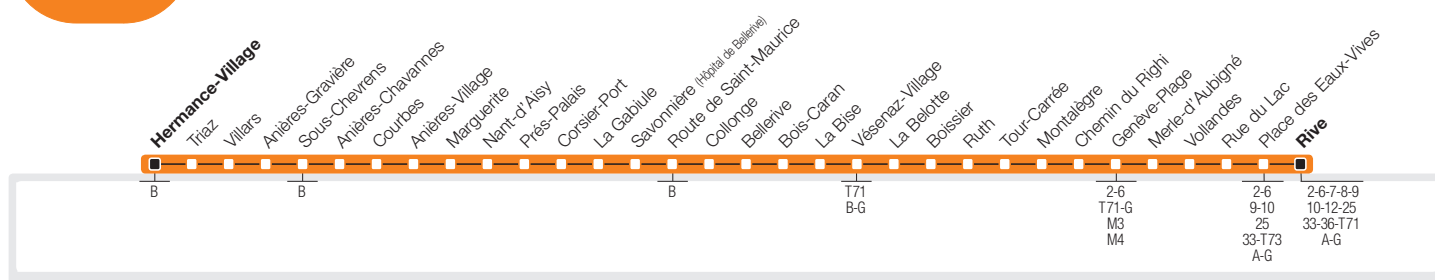 Hermance-Village
Triaz
Villars
Anières-Gravière
Sous-Chevrens
Anières-Chavannes
Courbes
Anières-Village
Marguerite
Nant-d'Aisy
Prés-Palais
Corsier-Port
La Gabiule
Savonnière (Hôpital de Bellerive)
Route de Saint-Maurice
Collonge
Bellerive
Bois-Caran
La Bise
Vésenaz-Village
La Belotte
Boissier
Ruth
Tour-Carrée
Montalègre
Chemin du Righi
Genève-Plage
Merle-d'Aubigné
Vollandes
Rue du Lac
Place des Eaux-Vives
Rive
B
B
B
T71
B-G
2-6
T71-G
M3
M4
2-6
9-10
25
33-T73
A-G
2-6-7-8-9
10-12-25
33-36-T71
A-G